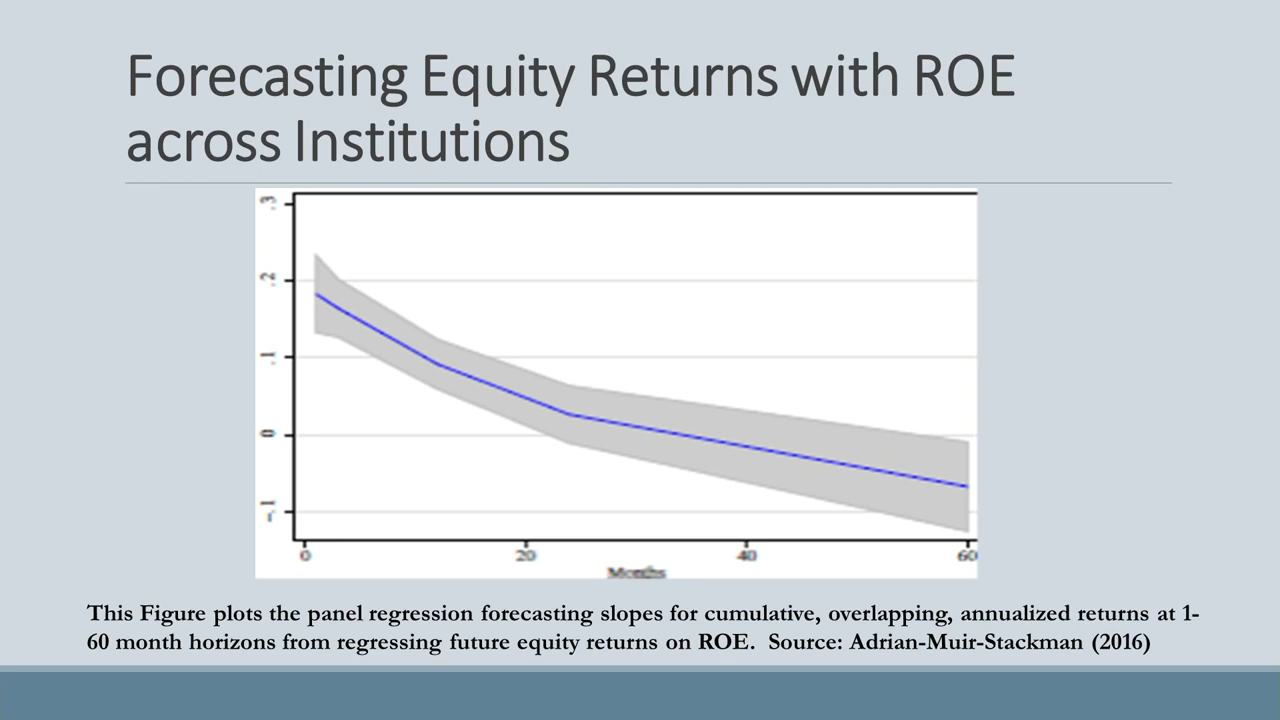 Forecasting Equity Returns with ROE
across Institutions
.3
.2
.1
0
-.1
0 20 40 60
Months
This Figure plots the panel regression forecasting slopes for cumulative, overlapping, annualized returns at 1-
60 month horizons from regressing future equity returns on ROE. Source: Adrian-Muir-Stackman (2016)